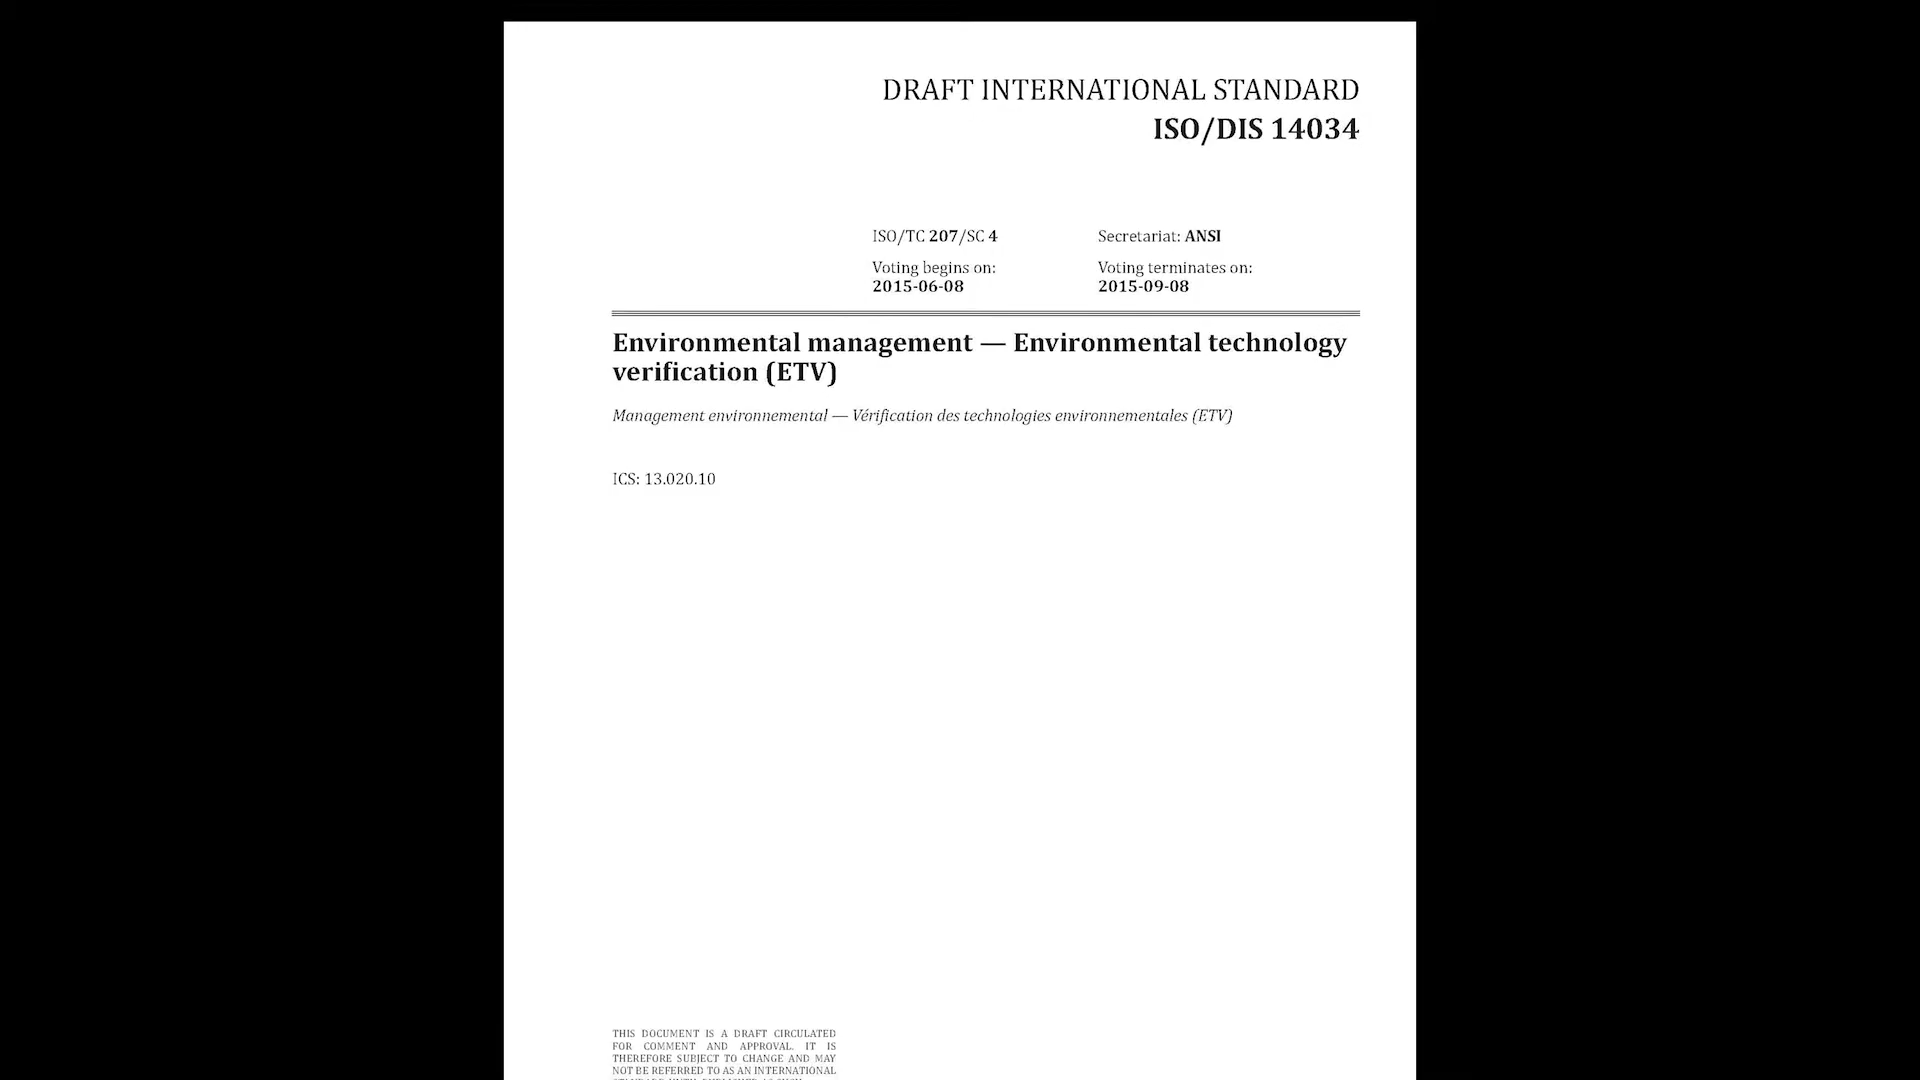 DRAFT INTERNATIONAL STANDARD
ISO/DIS 14034
ISO/TC 207/SC 4
Secretariat: ANSI
Voting begins on:
2015-06-08
Voting terminates on:
2015-09-08
Environmental management — Environmental technology
verification (ETV)
Management environnemental — Vérification des technologies environnementales (ETV)
ICS: 13.020.10
THIS DOCUMENT IS A DRAFT CIRCULATED
FOR COMMENT AND APPROVAL. IT IS
THEREFORE SUBJECT TO CHANGE AND MAY
NOT BE REFERRED TO AS AN INTERNATIONAL